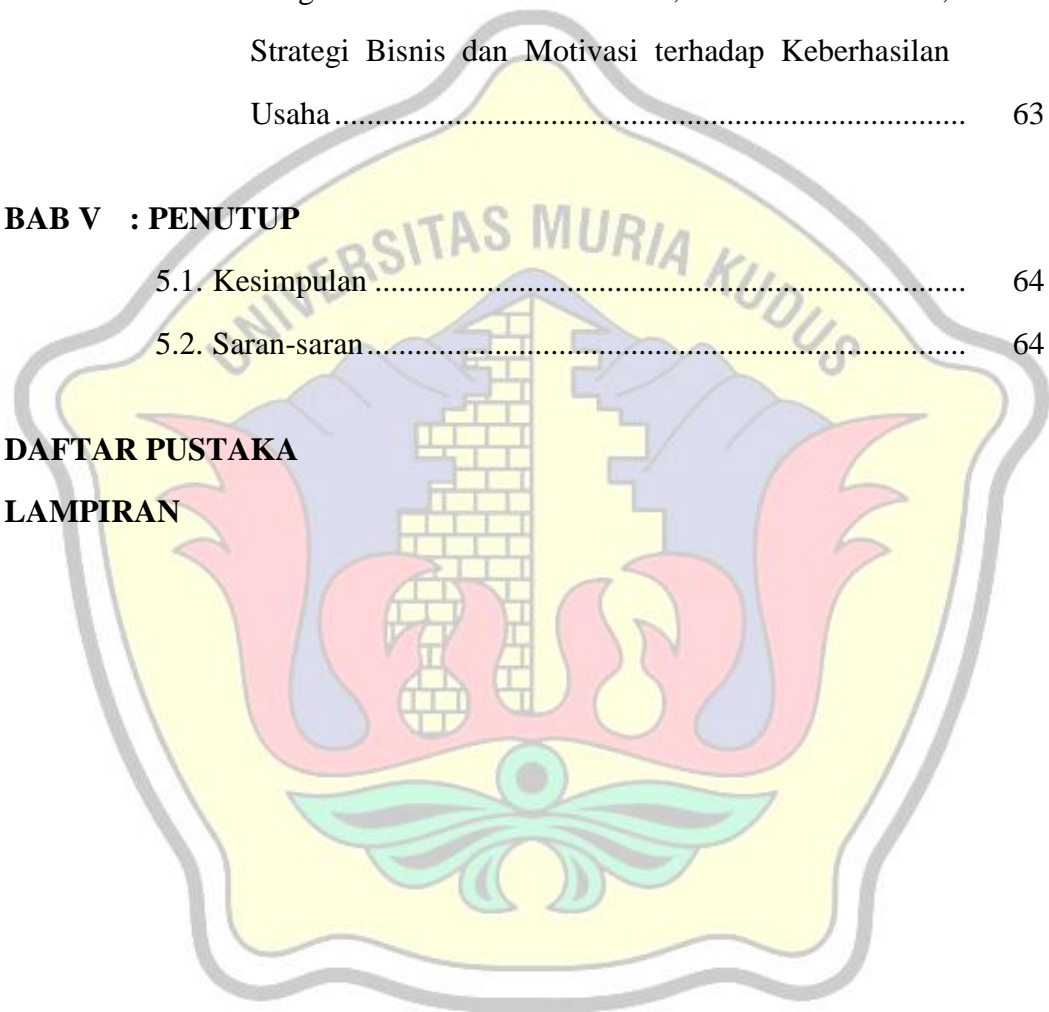 Strategi Bisnis dan Motivasi terhadap Keberhasilan
Usaha ............................................................................... 63
BAB V : PENUTUP
UNIVERSITAS MURIA KUDUS
5.1. Kesimpulan .......................................................................... 64
5.2. Saran-saran ........................................................................... 64
DAFTAR PUSTAKA
LAMPIRAN